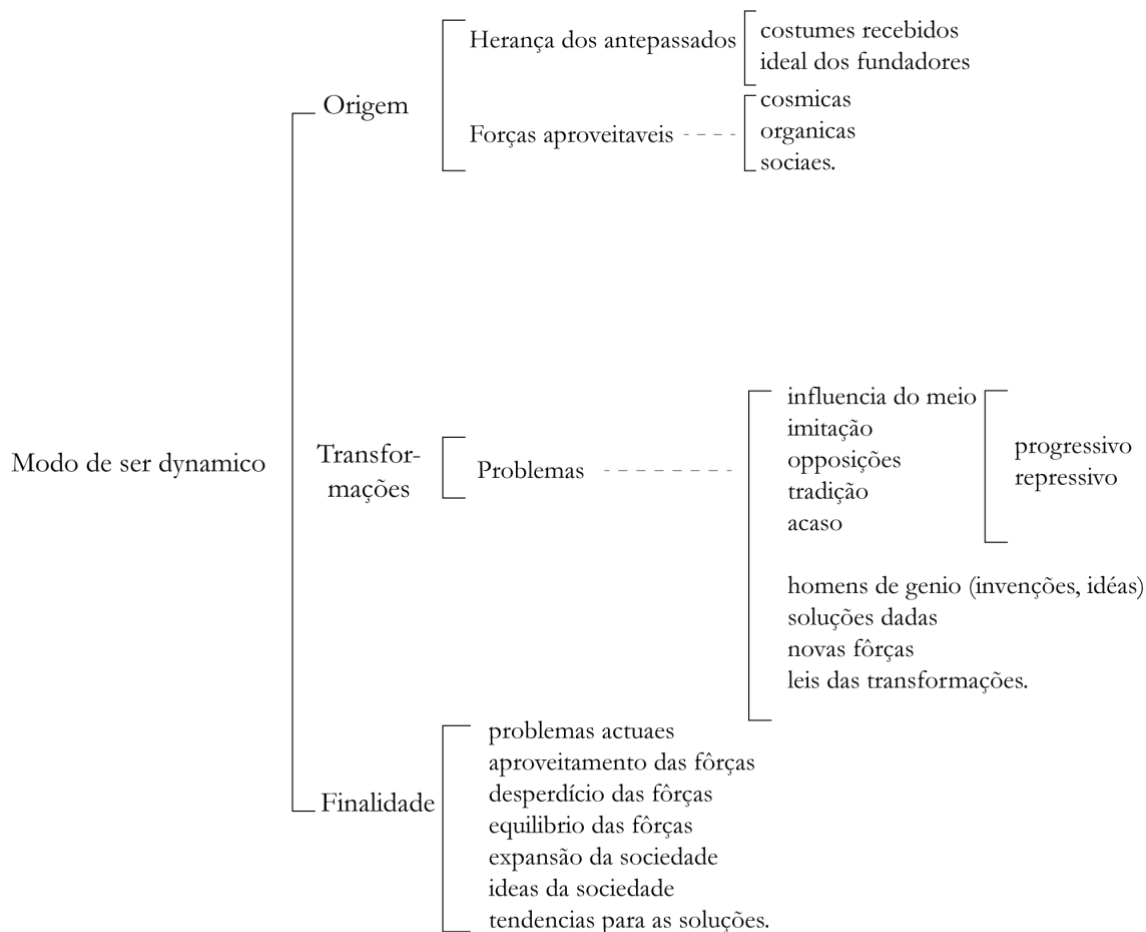 Modo de ser dynamico
Origem
Herança dos antepassados
costumes recebidos
ideal dos fundadores
Forças aproveitaveis
cosmicas
organicas
sociaes.
Transfor-
mações
Problemas
influencia do meio
imitação
opposições
tradição
acaso
progressivo
repressivo
homens de genio (invenções, idéas)
soluções dadas
novas fôrças
leis das transformações.
Finalidade
problemas actuaes
aproveitamento das fôrças
desperdício das fôrças
equilibrio das fôrças
expansão da sociedade
ideas da sociedade
tendencias para as soluções.